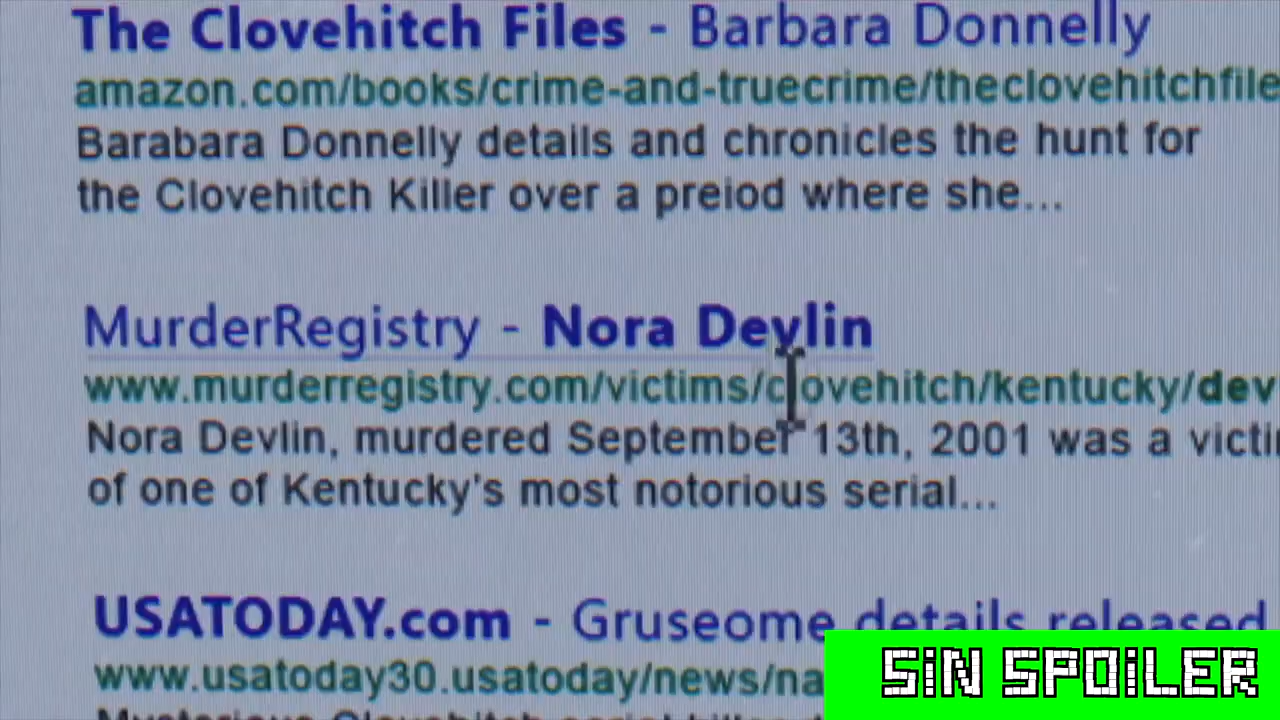 The Clovehitch Files - Barbara Donnelly
amazon.com/books/crime-and-truecrime/theclovehitchfile
Barabara Donnelly details and chronicles the hunt for
the Clovehitch Killer over a preiod where she...
MurderRegistry - Nora Devlin
www.murderregistry.com/victims/clovehitch/kentucky/dev
Nora Devlin, murdered September 13th, 2001 was a victi
of one of Kentucky's most notorious serial...
USATODAY.com - Gruseome details released
www.usatoday30.usatoday/news/na
SiN SPOiLER